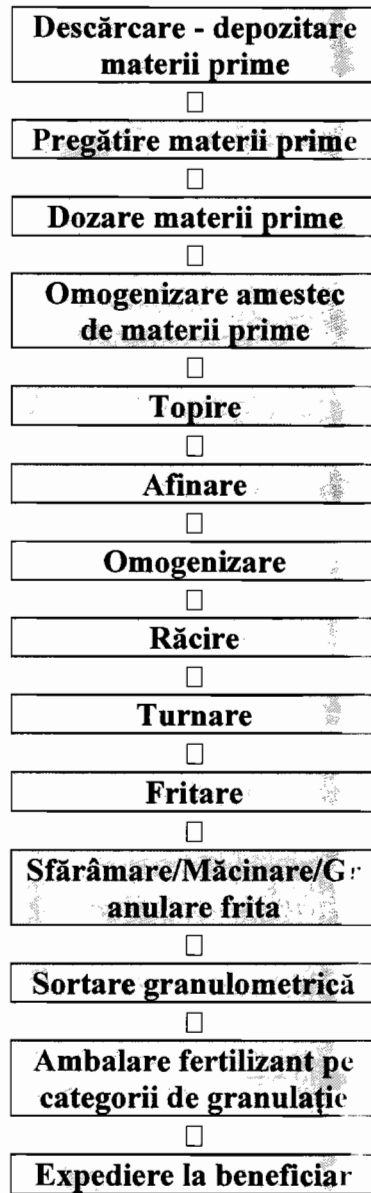 Descărcare - depozitare
materii prime
□
Pregătire materii prime
□
Dozare materii prime
□
Omogenizare amestec
de materii prime
□
Topire
□
Afinare
□
Omogenizare
□
Răcire
□
Turnare
□
Fritare
□
Sfărâmare/Măcinare/Gr
anulare frita
□
Sortare granulometrică
□
Ambalare fertilizant pe
categorii de granulație
□
Expediere la beneficiar